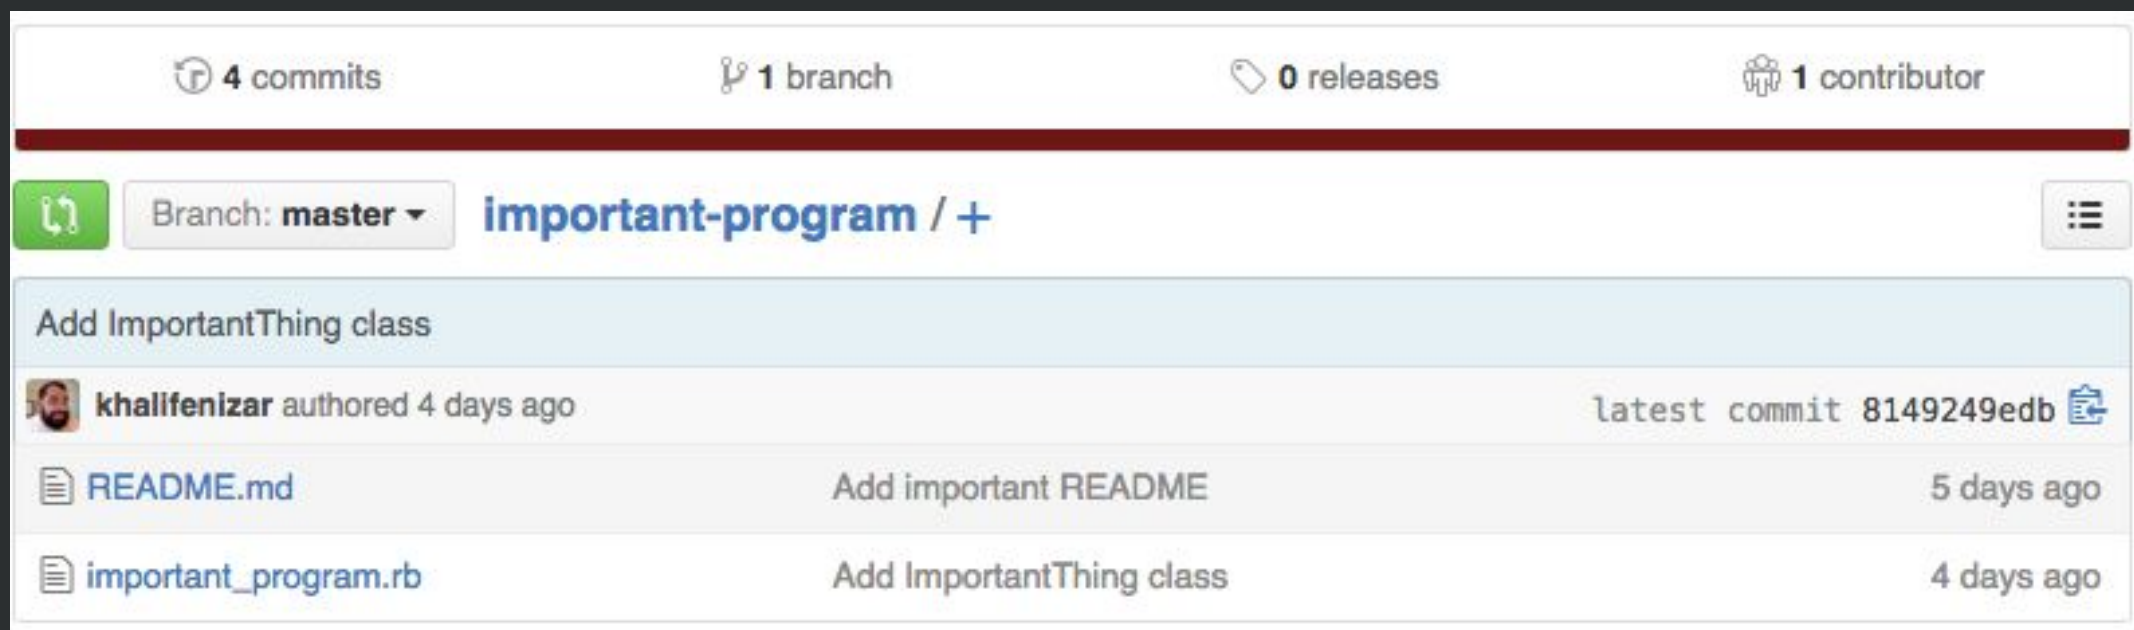 4 commits 1 branch 0 releases 1 contributor
Branch: master important-program / +
Add ImportantThing class
khalifenizar authored 4 days ago latest commit 8149249edb
README.md Add important README 5 days ago
important_program.rb Add ImportantThing class 4 days ago